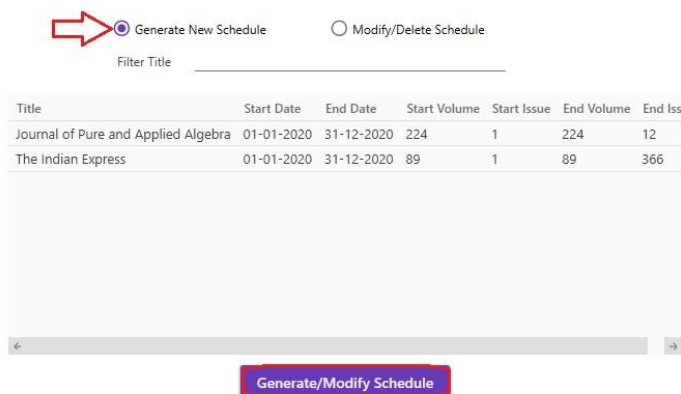 Generate New Schedule Modify/Delete Schedule
Filter Title
Title Start Date End Date Start Volume Start Issue End Volume End Iss
Journal of Pure and Applied Algebra 01-01-2020 31-12-2020 224 1 224 12
The Indian Express 01-01-2020 31-12-2020 89 1 89 366
Generate/Modify Schedule